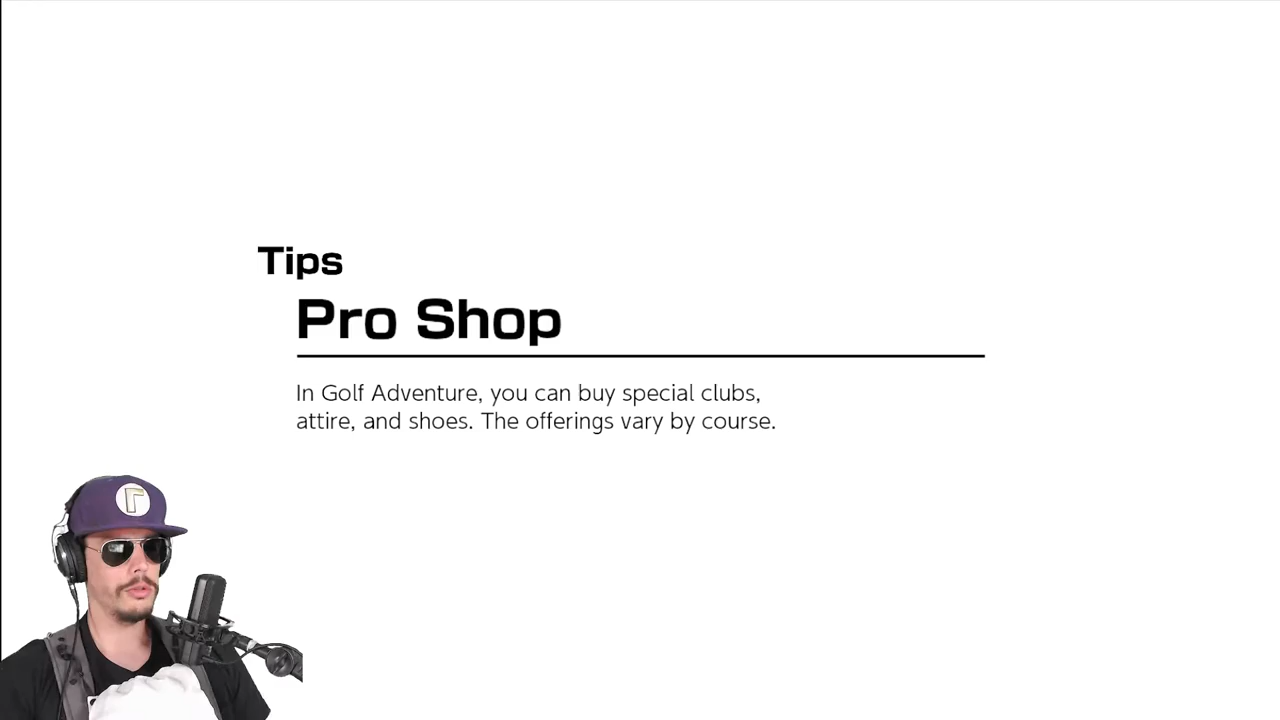 Tips
Pro Shop
In Golf Adventure, you can buy special clubs,
attire, and shoes. The offerings vary by course.